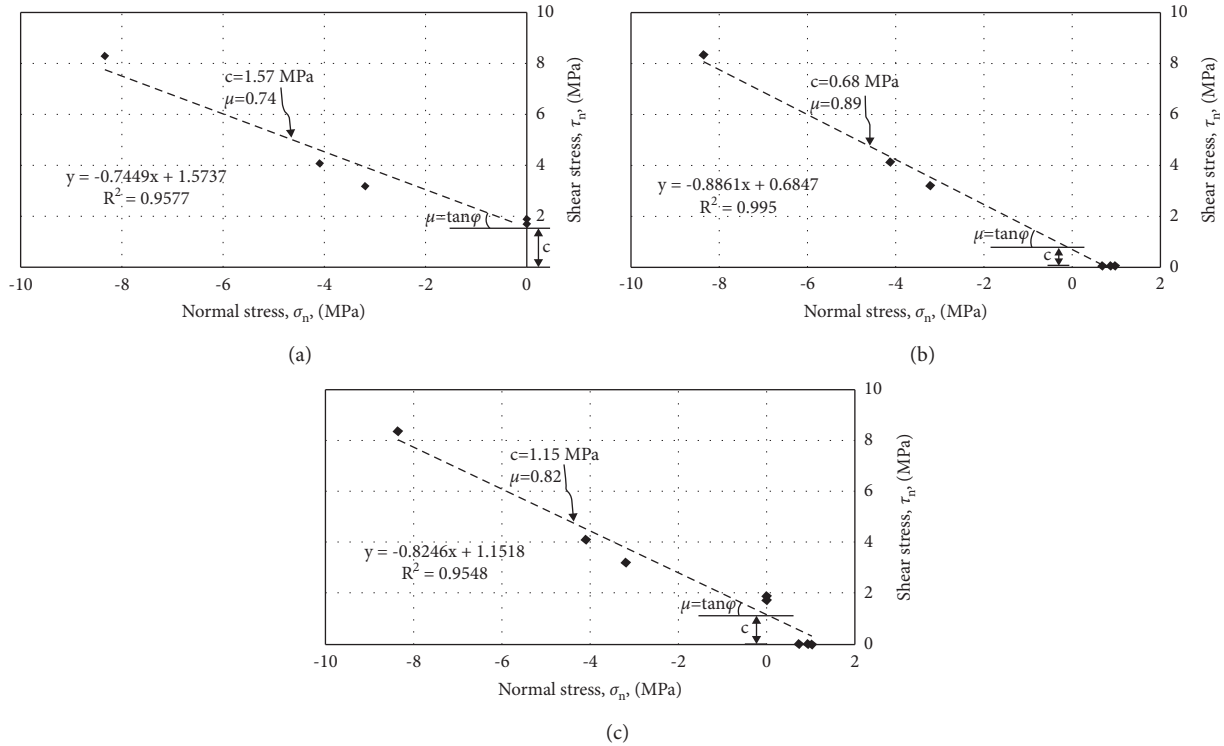 10
8
6
4
2
0
Shear stress, τn, (MPa)
c=1.57 MPa
μ=0.74
y = -0.7449x + 1.5737
R² = 0.9577
μ=tanφ
c
-10 -8 -6 -4 -2 0
Normal stress, σn, (MPa)
(a)
10
8
6
4
2
0
Shear stress, τn, (MPa)
c=0.68 MPa
μ=0.89
y = -0.8861x + 0.6847
R² = 0.995
μ=tanφ
c
-10 -8 -6 -4 -2 0 2
Normal stress, σn, (MPa)
(b)
10
8
6
4
2
0
Shear stress, τn, (MPa)
c=1.15 MPa
μ=0.82
y = -0.8246x + 1.1518
R² = 0.9548
μ=tanφ
c
-10 -8 -6 -4 -2 0 2
Normal stress, σn, (MPa)
(c)